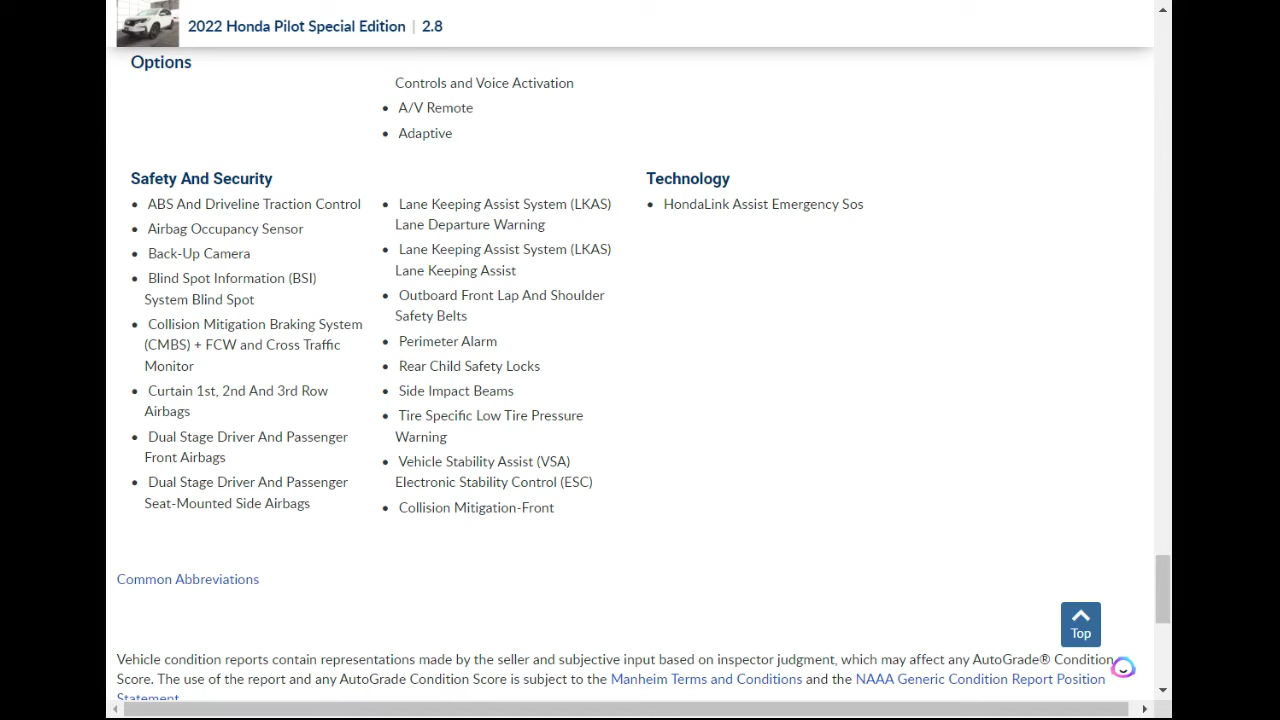 2022 Honda Pilot Special Edition | 2.8
Options
Controls and Voice Activation
• A/V Remote
• Adaptive
Safety And Security
• ABS And Driveline Traction Control
• Airbag Occupancy Sensor
• Back-Up Camera
• Blind Spot Information (BSI)
System Blind Spot
• Collision Mitigation Braking System
(CMBS) + FCW and Cross Traffic
Monitor
• Curtain 1st, 2nd And 3rd Row
Airbags
• Dual Stage Driver And Passenger
Front Airbags
• Dual Stage Driver And Passenger
Seat-Mounted Side Airbags
• Lane Keeping Assist System (LKAS)
Lane Departure Warning
• Lane Keeping Assist System (LKAS)
Lane Keeping Assist
• Outboard Front Lap And Shoulder
Safety Belts
• Perimeter Alarm
• Rear Child Safety Locks
• Side Impact Beams
• Tire Specific Low Tire Pressure
Warning
• Vehicle Stability Assist (VSA)
Electronic Stability Control (ESC)
• Collision Mitigation-Front
Technology
• HondaLink Assist Emergency Sos
Common Abbreviations
Top
Vehicle condition reports contain representations made by the seller and subjective input based on inspector judgment, which may affect any AutoGrade® Condition
Score. The use of the report and any AutoGrade Condition Score is subject to the Manheim Terms and Conditions and the NAAA Generic Condition Report Position
Statement